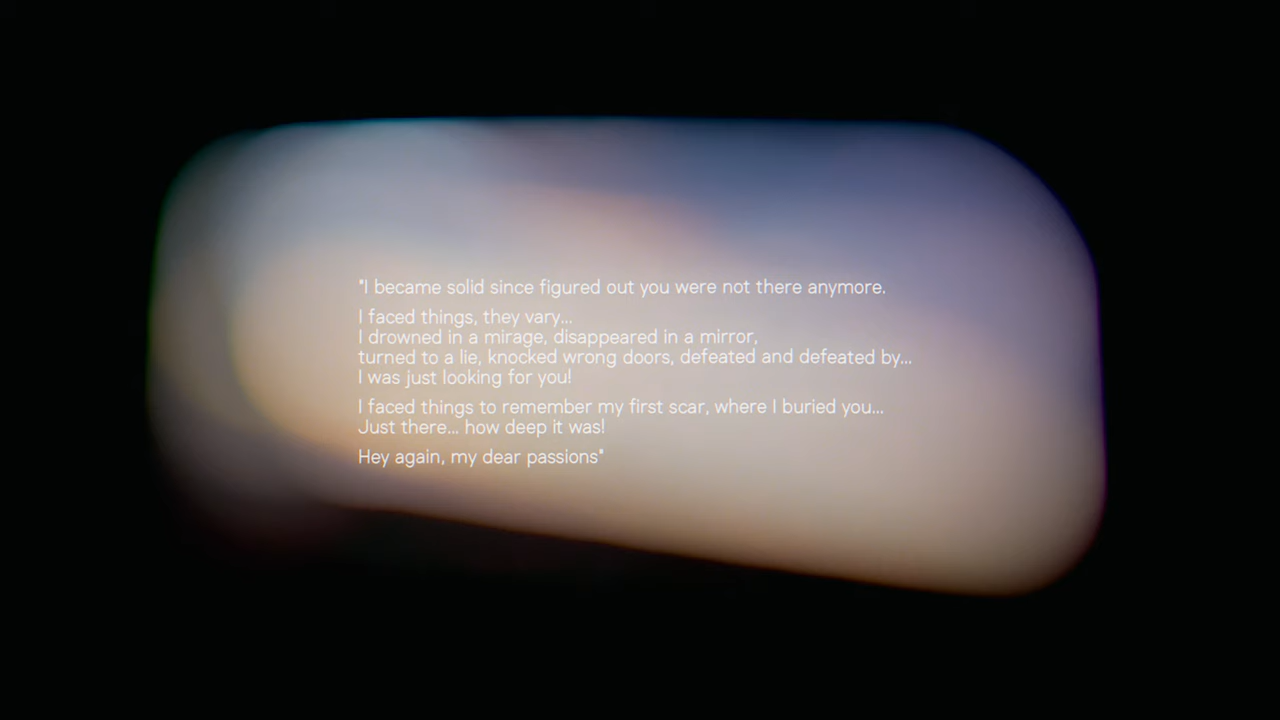 "I became solid since figured out you were not there anymore.
I faced things, they vary...
I drowned in a mirage, disappeared in a mirror,
turned to a lie, knocked wrong doors, defeated and defeated by...
I was just looking for you!
I faced things to remember my first scar, where I buried you...
Just there... how deep it was!
Hey again, my dear passions"